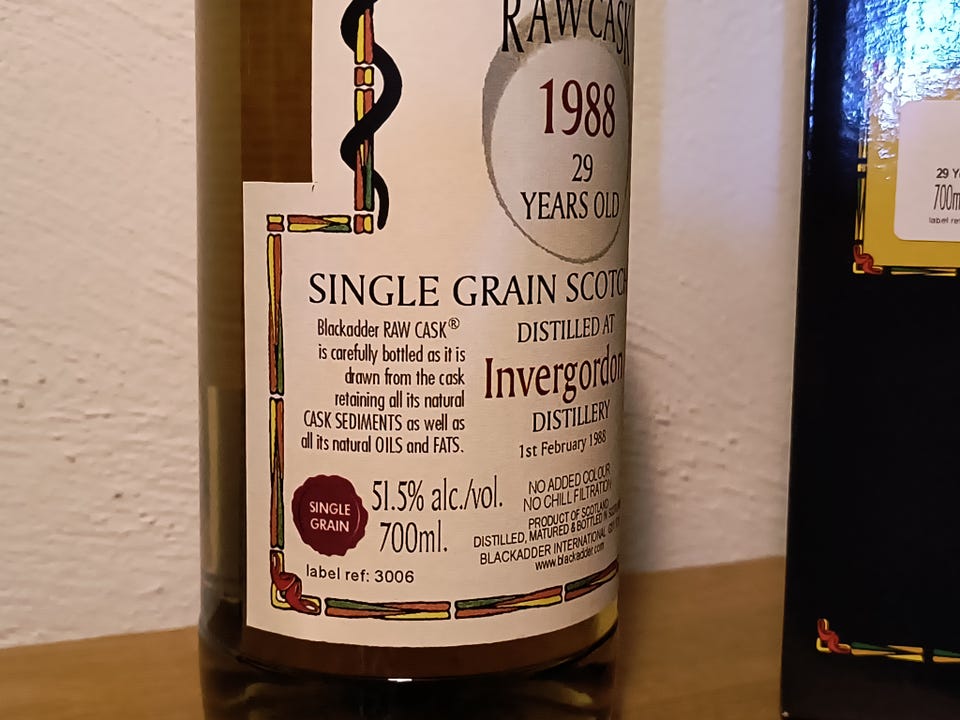 RAW CASK
1988
29
YEARS OLD
SINGLE GRAIN SCOTCH
Blackadder RAW CASK®
is carefully bottled as it is
drawn from the cask
retaining all its natural
CASK SEDIMENTS as well as
all its natural OILS and FATS.
DISTILLED AT
Invergordon
DISTILLERY
1st February 1988
SINGLE
GRAIN
51.5% alc./vol.
700ml.
NO ADDED COLOUR
NO CHILL FILTRATION
PRODUCT OF SCOTLAND
DISTILLED, MATURED & BOTTLED IN
BLACKADDER INTERNATIONAL
www.blackadder.com
label ref: 3006
29 Ye
700m
label re